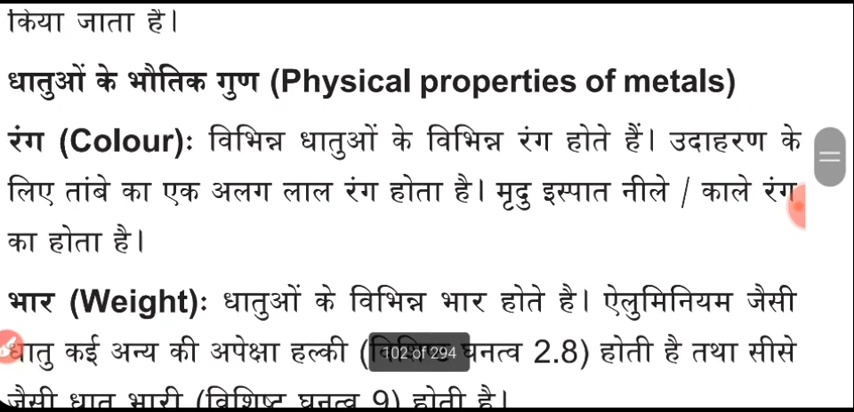 किया जाता है।
धातुओं के भौतिक गुण (Physical properties of metals)
रंग (Colour): विभिन्न धातुओं के विभिन्न रंग होते हैं। उदाहरण के
लिए तांबे का एक अलग लाल रंग होता है। मृदु इस्पात नीले / काले रंग
का होता है।
भार (Weight): धातुओं के विभिन्न भार होते है। ऐलुमिनियम जैसी
धातु कई अन्य की अपेक्षा हल्की ( घनत्व 2.8) होती है तथा सीसे
102 of 294
जैसी धातु भारी (विशिष्ट घनत्व 9) होती है।